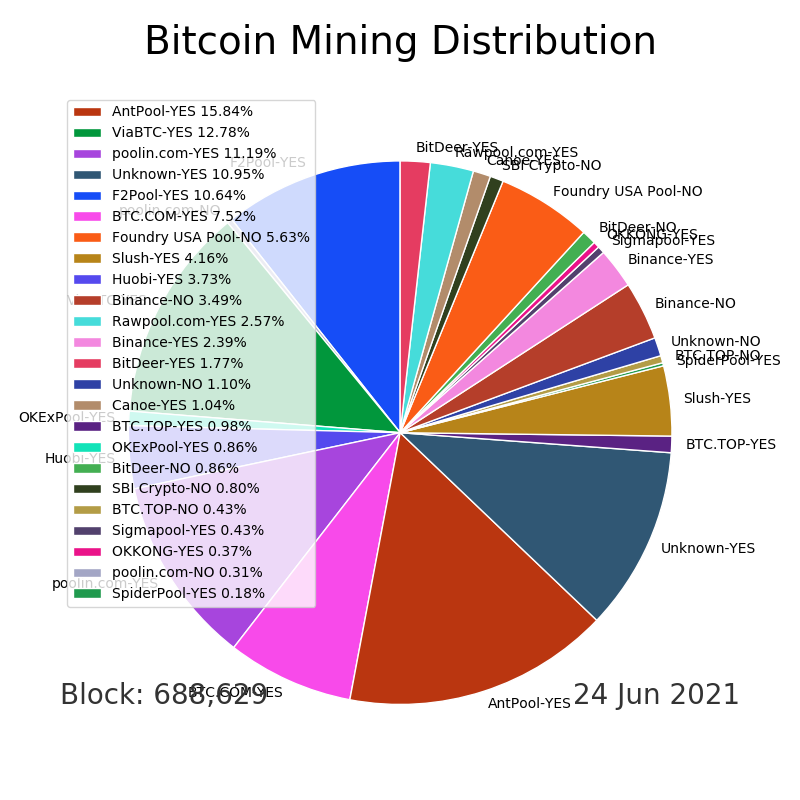 Bitcoin Mining Distribution
AntPool-YES 15.84%
ViaBTC-YES 12.78%
poolin.com-YES 11.19%
Unknown-YES 10.95%
F2Pool-YES 10.64%
BTC.COM-YES 7.52%
Foundry USA Pool-NO 5.63%
Slush-YES 4.16%
Huobi-YES 3.73%
Binance-NO 3.49%
Rawpool.com-YES 2.57%
Binance-YES 2.39%
BitDeer-YES 1.77%
Unknown-NO 1.10%
Canoe-YES 1.04%
BTC.TOP-YES 0.98%
OKExPool-YES 0.86%
BitDeer-NO 0.86%
SBI Crypto-NO 0.80%
BTC.TOP-NO 0.43%
Sigmapool-YES 0.43%
OKKONG-YES 0.37%
poolin.com-NO 0.31%
SpiderPool-YES 0.18%
BitDeer-YES
Rawpool.com-YES
Canoe-YES
SBI Crypto-NO
Foundry USA Pool-NO
BitDeer-NO
OKKONG-YES
Sigmapool-YES
Binance-YES
Binance-NO
Unknown-NO
BTC.TOP-NO
SpiderPool-YES
Slush-YES
BTC.TOP-YES
Unknown-YES
AntPool-YES
BTC.COM-YES
poolin.com-YES
Huobi-YES
OKExPool-YES
poolin.com-NO
F2Pool-YES
Block: 688,629
24 Jun 2021